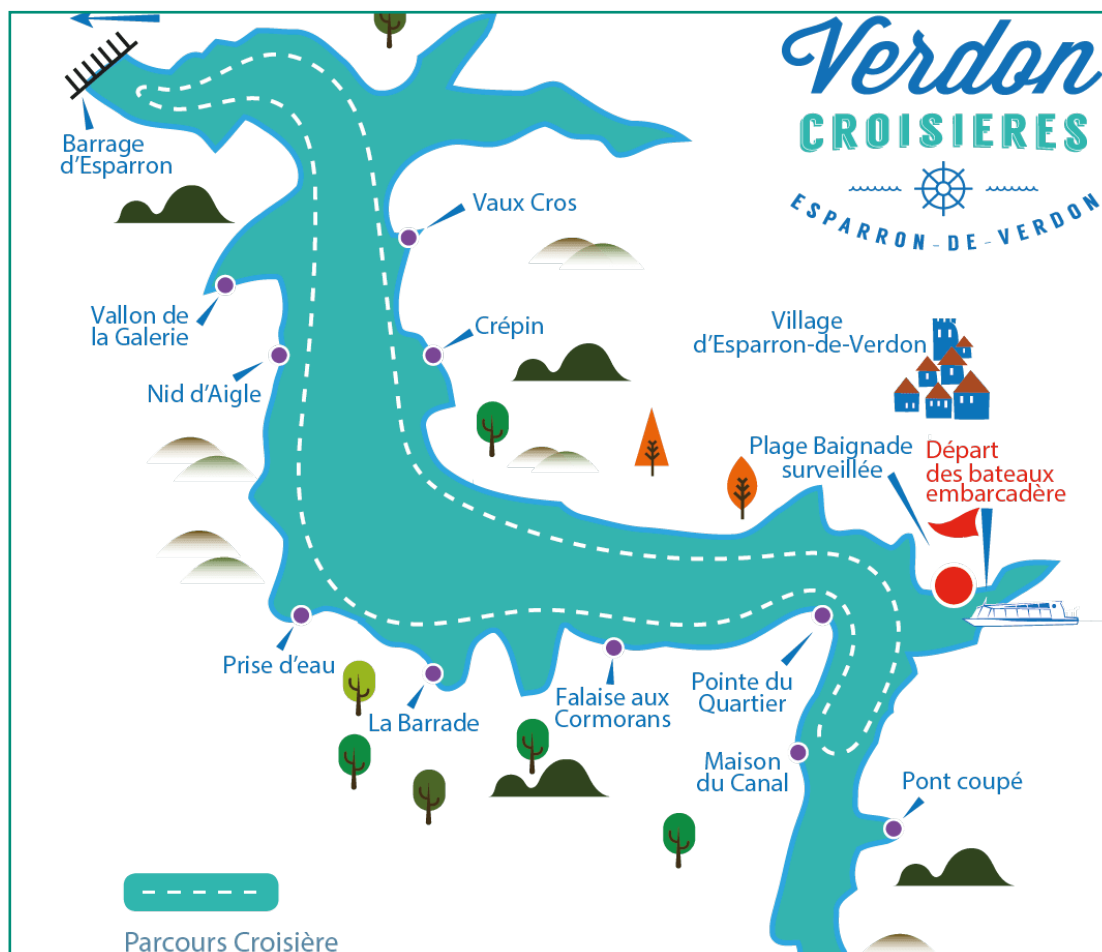 Verdon
CROISIERES
ESPARRON-DE-VERDON
Barrage
d'Esparron
Vaux Cros
Vallon de
la Galerie
Crépin
Village
d'Esparron-de-Verdon
Nid d'Aigle
Plage Baignade
surveillée
Départ
des bateaux
embarcadère
Prise d'eau
La Barrade
Falaise aux
Cormorans
Pointe du
Quartier
Maison
du Canal
Pont coupé
Parcours Croisière